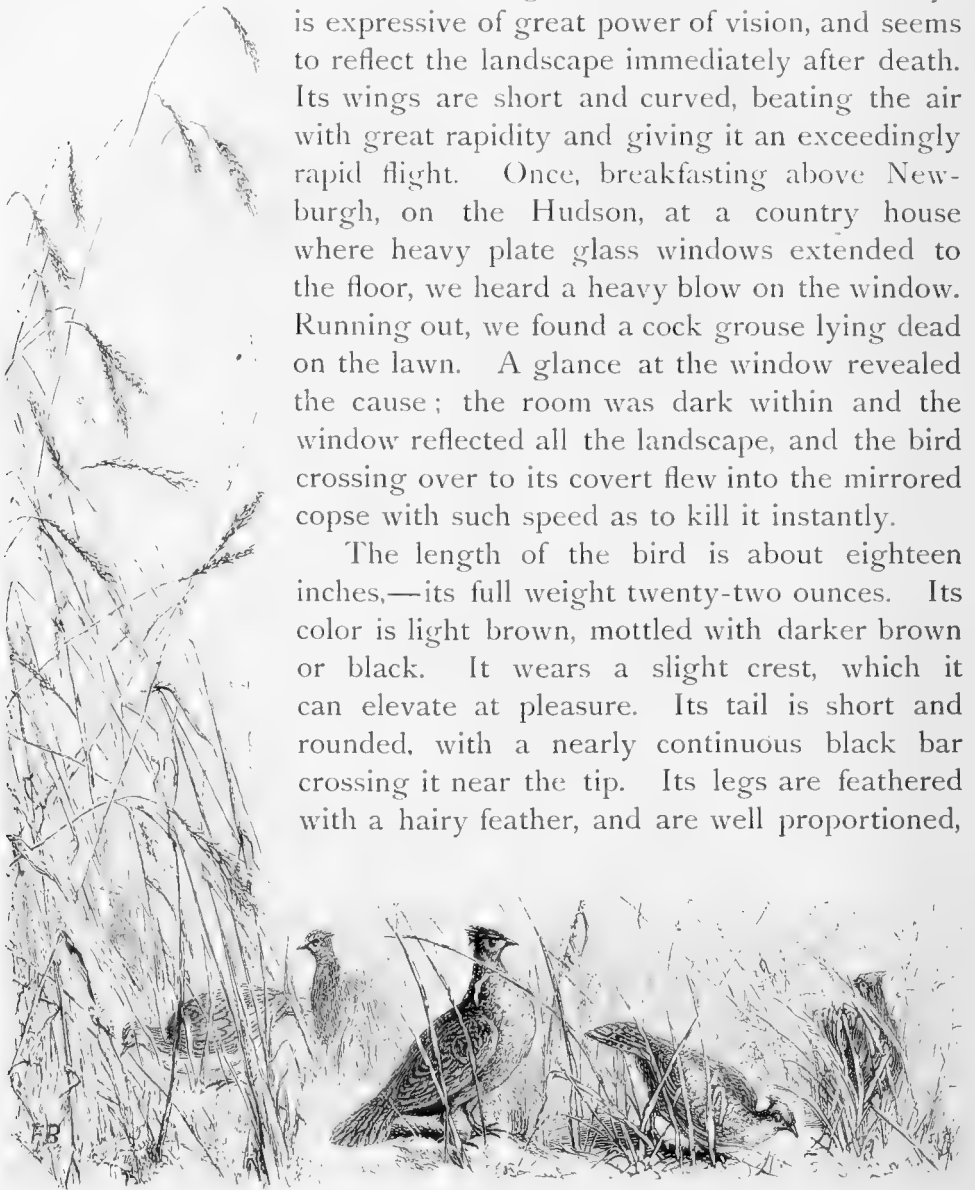 is expressive of great power of vision, and seems
to reflect the landscape immediately after death.
Its wings are short and curved, beating the air
with great rapidity and giving it an exceedingly
rapid flight. Once, breakfasting above New-
burgh, on the Hudson, at a country house
where heavy plate glass windows extended to
the floor, we heard a heavy blow on the window.
Running out, we found a cock grouse lying dead
on the lawn. A glance at the window revealed
the cause; the room was dark within and the
window reflected all the landscape, and the bird
crossing over to its covert flew into the mirrored
copse with such speed as to kill it instantly.
The length of the bird is about eighteen
inches,—its full weight twenty-two ounces. Its
color is light brown, mottled with darker brown
or black. It wears a slight crest, which it
can elevate at pleasure. Its tail is short and
rounded, with a nearly continuous black bar
crossing it near the tip. Its legs are feathered
with a hairy feather, and are well proportioned,